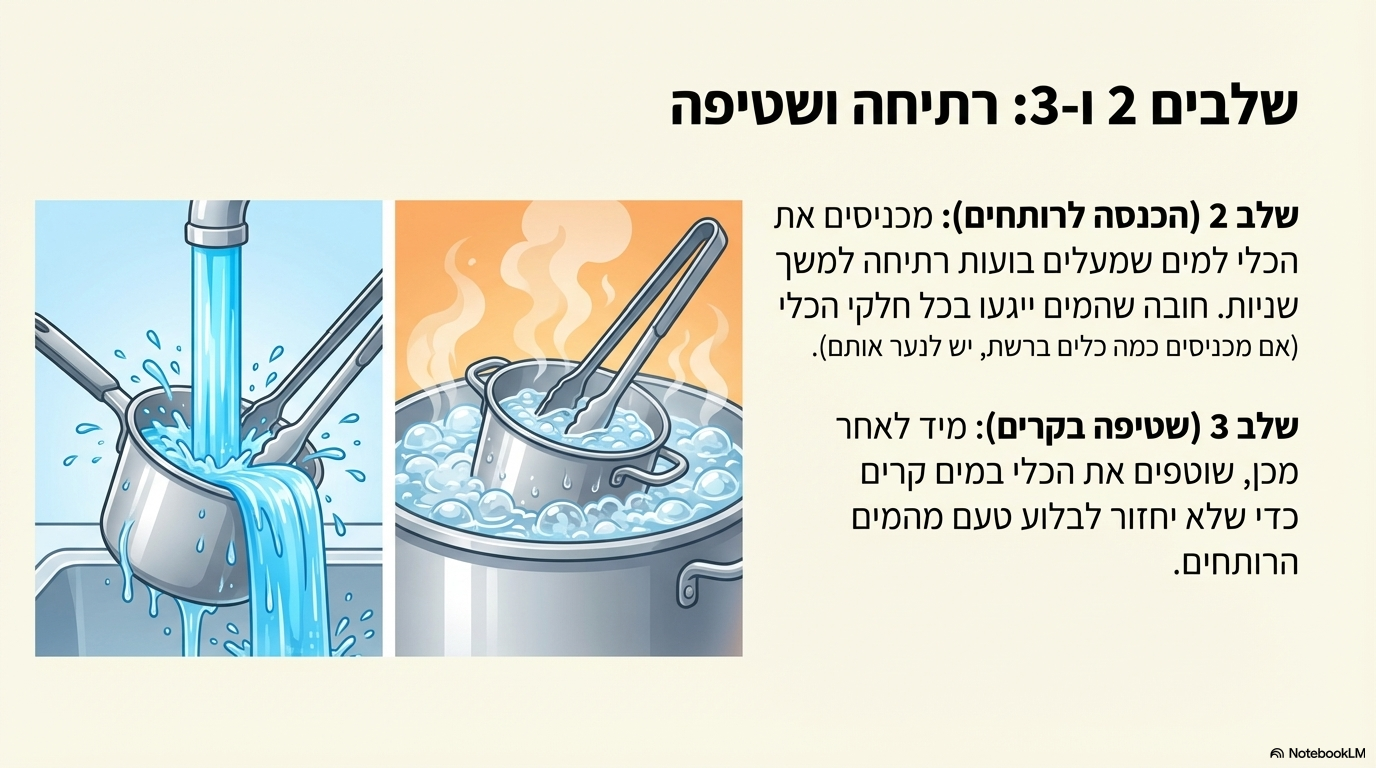 שלבים 2 ו-3: רתיחה ושטיפה
שלב 2 (הכנסה לרותחים): מכניסים את
הכלי למים שמעלים בועות רתיחה למשך
שניות. חובה שהמים ייגעו בכל חלקי הכלי
(אם מכניסים כמה כלים ברשת, יש לנער אותם).
שלב 3 (שטיפה בקרים): מיד לאחר
מכן, שוטפים את הכלי במים קרים
כדי שלא יחזור לבלוע טעם מהמים
הרותחים.
NotebookLM